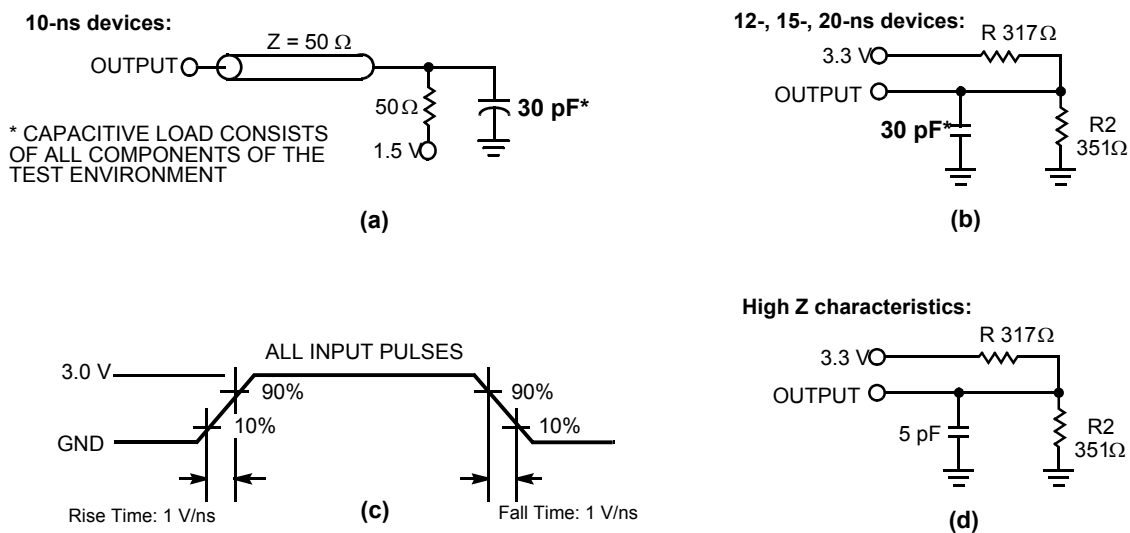 10-ns devices:
Z = 50 Ω
OUTPUT
50Ω
30 pF*
1.5 V
* CAPACITIVE LOAD CONSISTS
OF ALL COMPONENTS OF THE
TEST ENVIRONMENT
(a)
12-, 15-, 20-ns devices:
R 317Ω
3.3 V
OUTPUT
30 pF*
R2
351Ω
(b)
ALL INPUT PULSES
3.0 V
90%
10%
GND
90%
10%
Rise Time: 1 V/ns
(c)
Fall Time: 1 V/ns
High Z characteristics:
R 317Ω
3.3 V
OUTPUT
5 pF
R2
351Ω
(d)